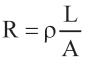 R = ρ L/A